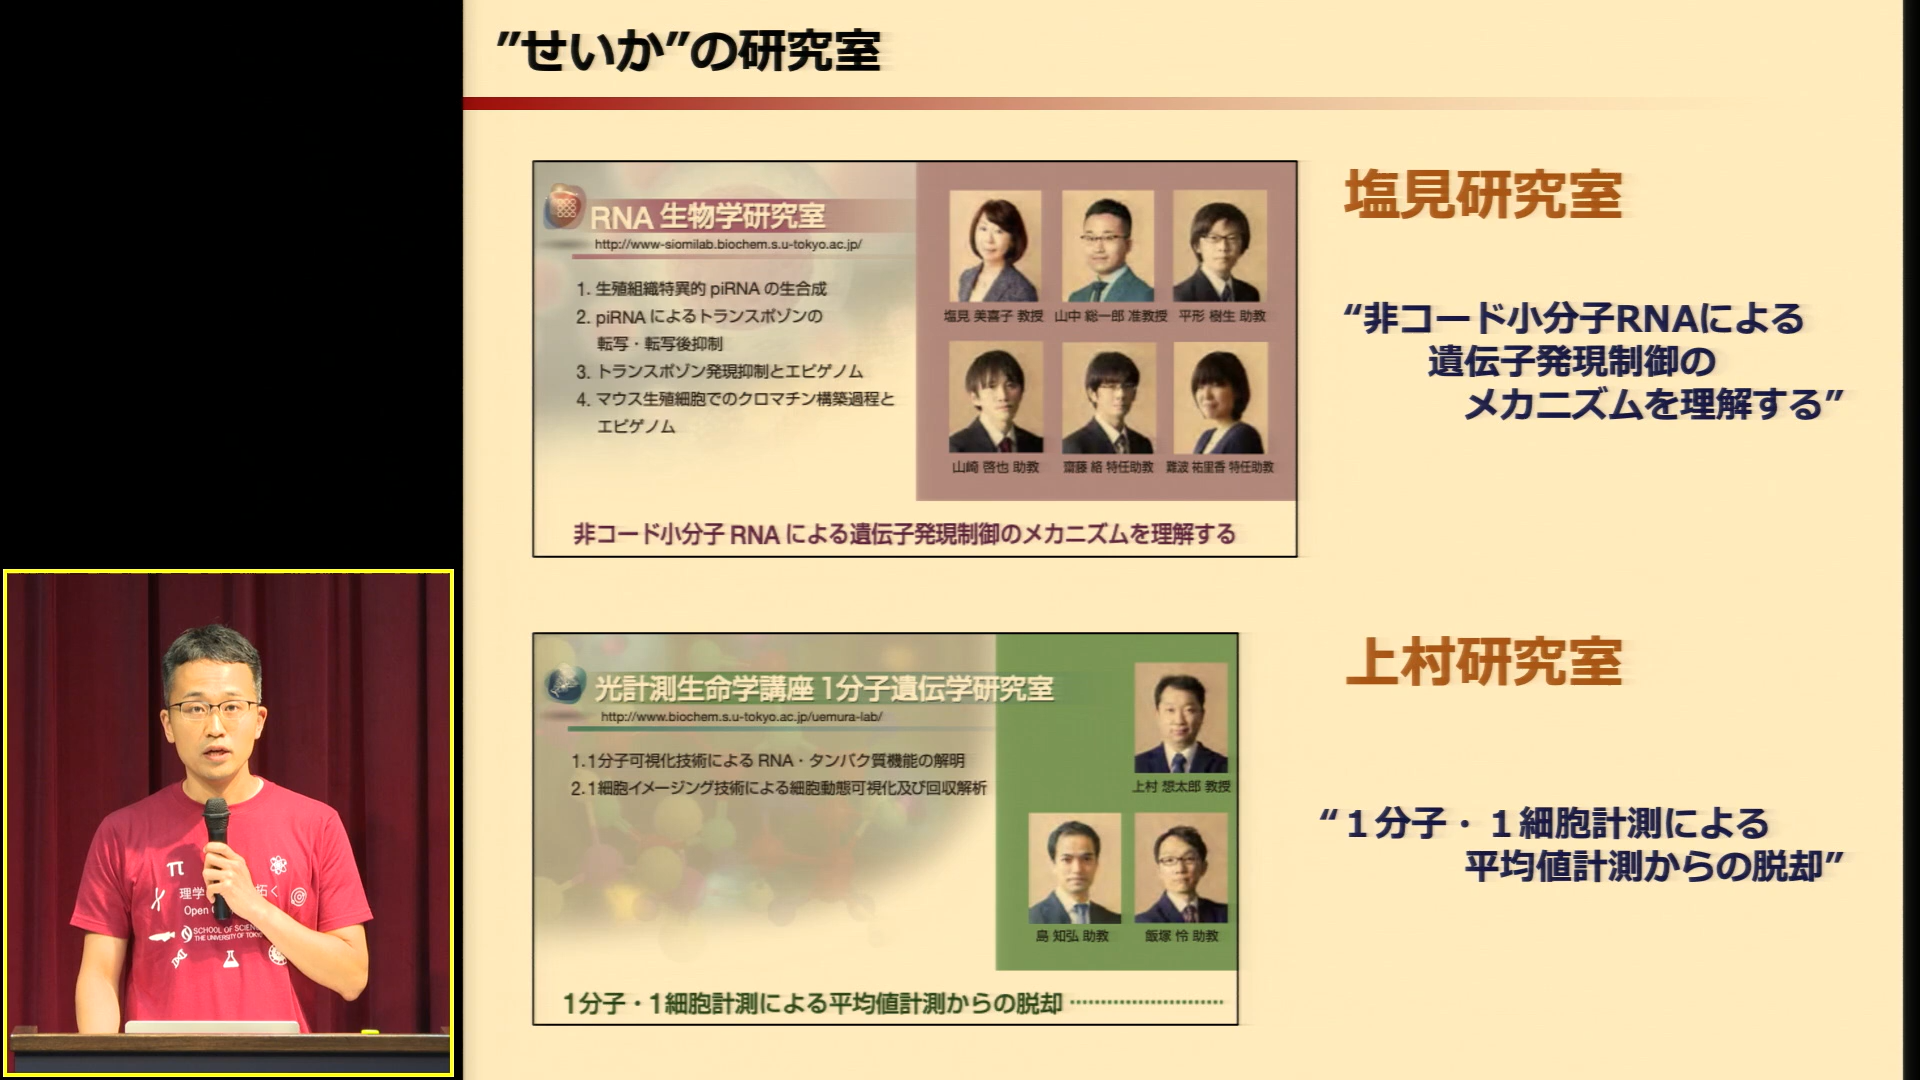 ”せいか”の研究室
RNA 生物学研究室
http://www-siomilab.biochem.s.u-tokyo.ac.jp/
1. 生殖組織特異的 piRNA の生合成
2. piRNA によるトランスポゾンの
転写・転写後抑制
3. トランスポゾン発現抑制とエピゲノム
4. マウス生殖細胞でのクロマチン構築過程と
エピゲノム
塩見 美喜子 教授
山中 総一郎 准教授
平形 樹生 助教
山崎 啓也 助教
齋藤 絡 特任助教
難波 祐里香 特任助教
非コード小分子 RNA による遺伝子発現制御のメカニズムを理解する
塩見研究室
“非コード小分子RNAによる
遺伝子発現制御の
メカニズムを理解する”
光計測生命学講座 1分子遺伝学研究室
http://www.biochem.s.u-tokyo.ac.jp/uemura-lab/
1.1分子可視化技術による RNA・タンパク質機能の解明
2.1細胞イメージング技術による細胞動態可視化及び回収解析
上村 想太郎 教授
島 知弘 助教
飯塚 怜 助教
1分子・1細胞計測による平均値計測からの脱却
上村研究室
“１分子・１細胞計測による
平均値計測からの脱却”
π
理学
拓く
Open
SCHOOL OF SCIEN
THE UNIVERSITY OF TOKY